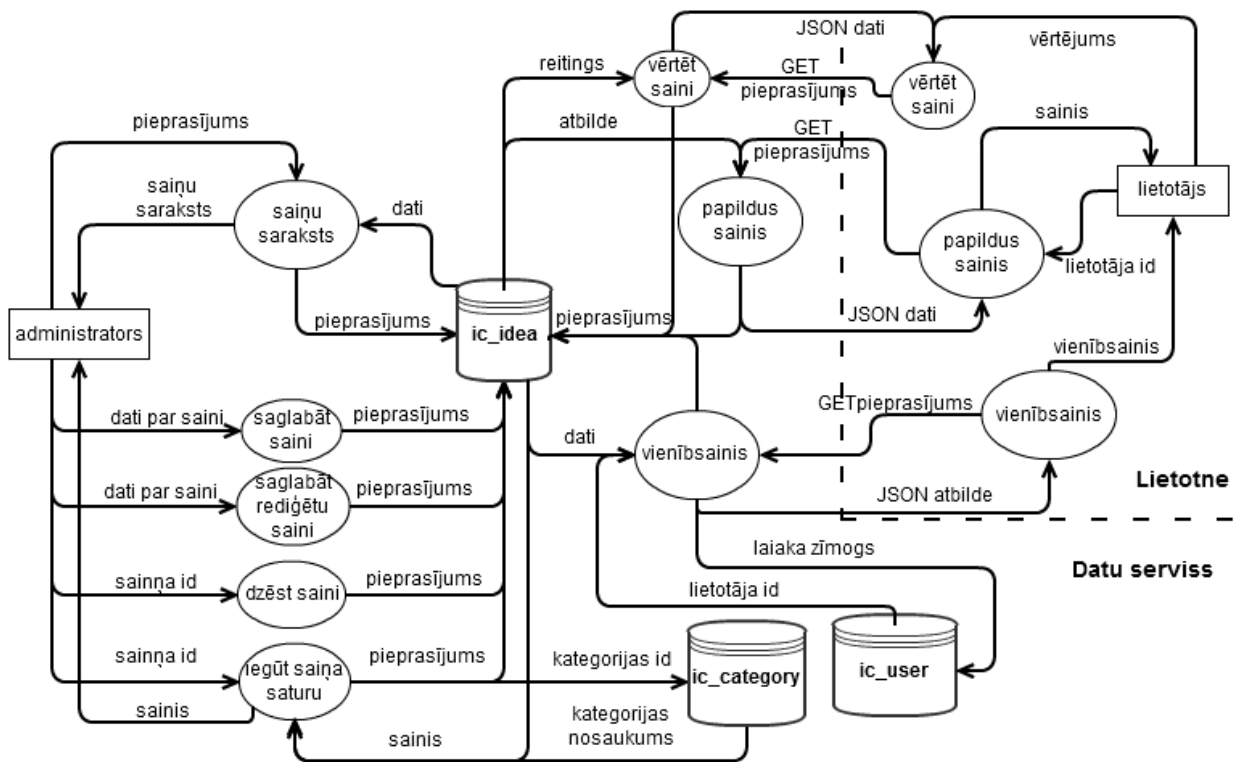 JSON dati
vērtējums
reitings
vērtēt
saini
GET
pieprasījums
vērtēt
saini
pieprasījums
atbilde
GET
pieprasījums
sainis
saiņu
saraksts
saiņu
saraksts
dati
papildus
sainis
lietotājs
papildus
sainis
lietotāja id
administrators
pieprasījums
ic_idea
pieprasījums
JSON dati
vienībsainis
dati par saini
saglabāt
saini
pieprasījums
dati
vienībsainis
GETpieprasījums
vienībsainis
dati par saini
saglabāt
rediģētu
saini
pieprasījums
JSON atbilde
Lietotne
laiaka zīmogs
Datu serviss
sainņa id
dzēst saini
pieprasījums
lietotāja id
sainņa id
Iegūt saiņa
saturu
pieprasījums
kategorijas id
ic_category
ic_user
sainis
sainis
kategorijas
nosaukums